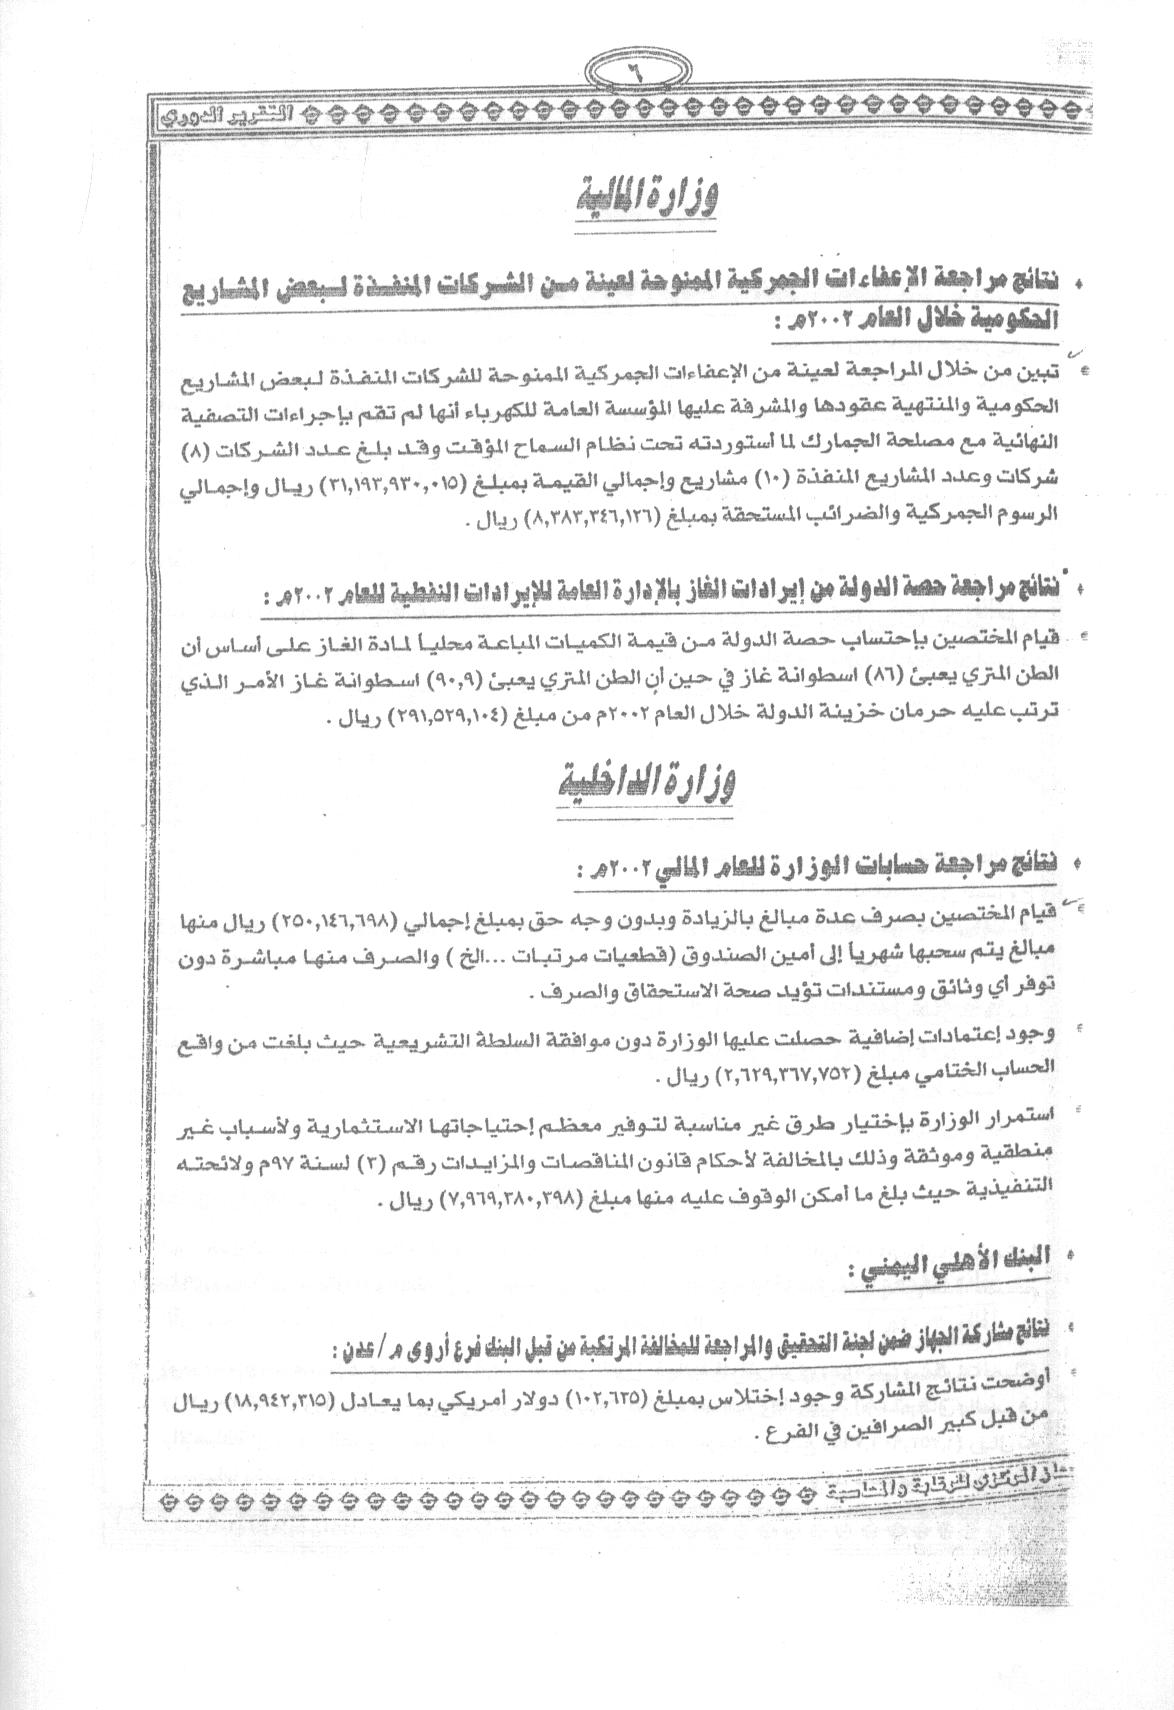 ٦
التقرير الدوري
وزارة المالية
نتائج مراجعة الإعفاءات الجمركية الممنوحة لعينة من الشركات المنفذة لبعض المشاريع
الحكومية خلال العام ٢٠٠٢م :
تبين من خلال المراجعة لعينة من الإعفاءات الجمركية الممنوحة للشركات المنفذة لبعض المشاريع
الحكومية والمنتهية عقودها والمشرفة عليها المؤسسة العامة للكهرباء أنها لم تقم بإجراءات التصفية
النهائية مع مصلحة الجمارك لما أستوردته تحت نظام السماح المؤقت وقد بلغ عدد الشركات (٨)
شركات وعدد المشاريع المنفذة (١٠) مشاريع وإجمالي القيمة بمبلغ (٣١,١٩٣,٩٣٠,٠١٥) ريال وإجمالي
الرسوم الجمركية والضرائب المستحقة بمبلغ (٨,٣٨٣,٣٤٦,١٢٦) ريال .
نتائج مراجعة حصة الدولة من إيرادات الغاز بالإدارة العامة للإيرادات النفطية للعام ٢٠٠٢م :
قيام المختصين بإحتساب حصة الدولة من قيمة الكميات المباعة محلياً لمادة الغاز على أساس أن
الطن المتري يعبئ (٨٦) اسطوانة غاز في حين أن الطن المتري يعبئ (٩٠,٩) اسطوانة غاز الأمر الذي
ترتب عليه حرمان خزينة الدولة خلال العام ٢٠٠٢م من مبلغ (٢٩١,٥٢٩,١٠٤) ريال .
وزارة الداخلية
نتائج مراجعة حسابات الوزارة للعام المالي ٢٠٠٢م :
قيام المختصين بصرف عدة مبالغ بالزيادة وبدون وجه حق بمبلغ إجمالي (٢٥٠,١٤٦,٦٩٨) ريال منها
مبالغ يتم سحبها شهرياً إلى أمين الصندوق (قطعيات مرتبات ...الخ ) والصرف منها مباشرة دون
توفر أي وثائق ومستندات تؤيد صحة الاستحقاق والصرف .
وجود إعتمادات إضافية حصلت عليها الوزارة دون موافقة السلطة التشريعية حيث بلغت من واقع
الحساب الختامي مبلغ (٢,٦٢٩,٣٦٧,٧٥٢) ريال .
استمرار الوزارة بإختيار طرق غير مناسبة لتوفير معظم إحتياجاتها الاستثمارية ولأسباب غير
منطقية وموثقة وذلك بالمخالفة لأحكام قانون المناقصات والمزايدات رقم (٣) لسنة ٩٧م ولائحته
التنفيذية حيث بلغ ما أمكن الوقوف عليه منها مبلغ (٧,٩٦٩,٣٨٠,٣٩٨) ريال .
البنك الأهلي اليمني :
نتائج مشاركة الجهاز ضمن لجنة التحقيق والمراجعة للمخالفة المرتكبة من قبل البنك فرع أروى م/عدن :
أوضحت نتائج المشاركة وجود إختلاس بمبلغ (١٠٢,٦٣٥) دولار أمريكي بما يعادل (١٨,٩٤٢,٣١٥) ريال
من قبل كبير الصرافين في الفرع .
المركزي للرقابة والمحاسبة